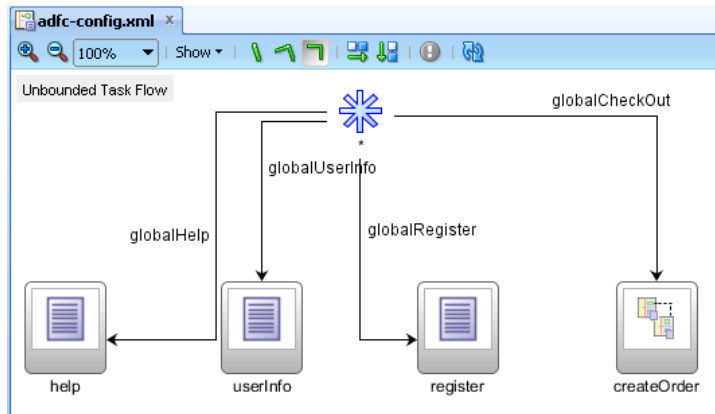 adfc-config.xml x
100% Show
Unbounded Task Flow
globalCheckOut
*
globalUserInfo
globalHelp
globalRegister
help
userInfo
register
createOrder